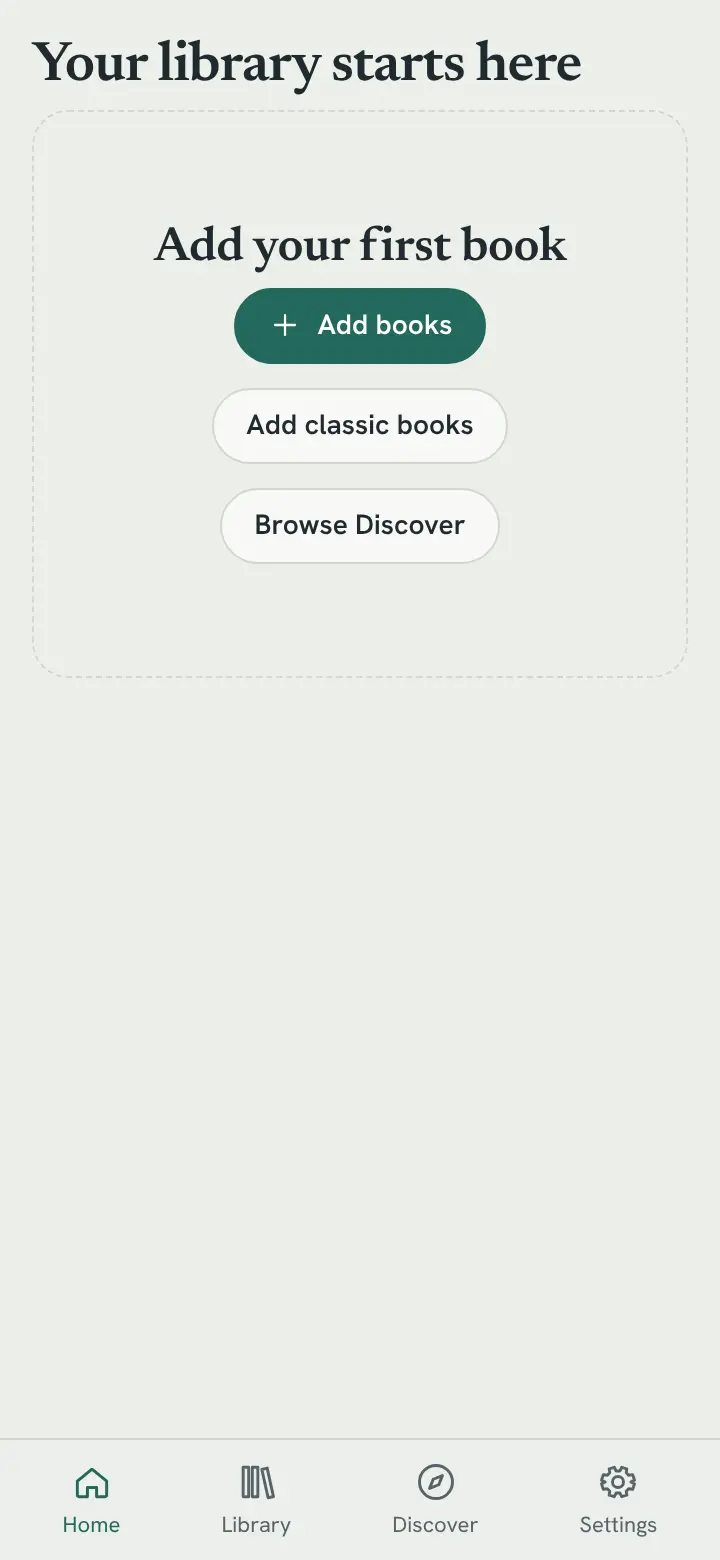 Your library starts here
Add your first book
Add books
Add classic books
Browse Discover
Home
Library
Discover
Settings